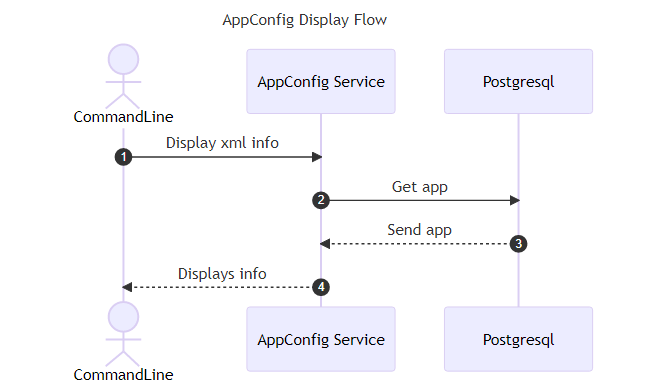 AppConfig Display Flow
CommandLine
AppConfig Service
Postgresql
Display xml info
1
Get app
2
Send app
3
Displays info
4
CommandLine
AppConfig Service
Postgresql